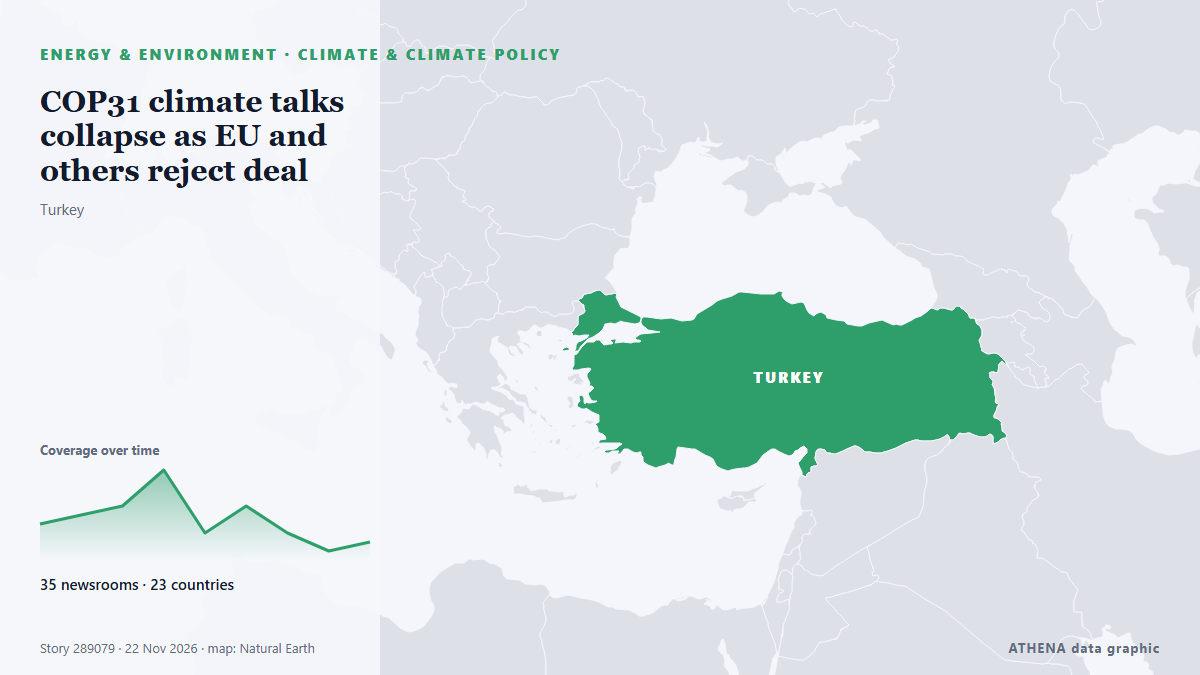 ENERGY & ENVIRONMENT · CLIMATE & CLIMATE POLICY
COP31 climate talks
collapse as EU and
others reject deal
Turkey
TURKEY
Coverage over time
35 newsrooms · 23 countries
Story 289079 · 22 Nov 2026 · map: Natural Earth
ATHENA data graphic